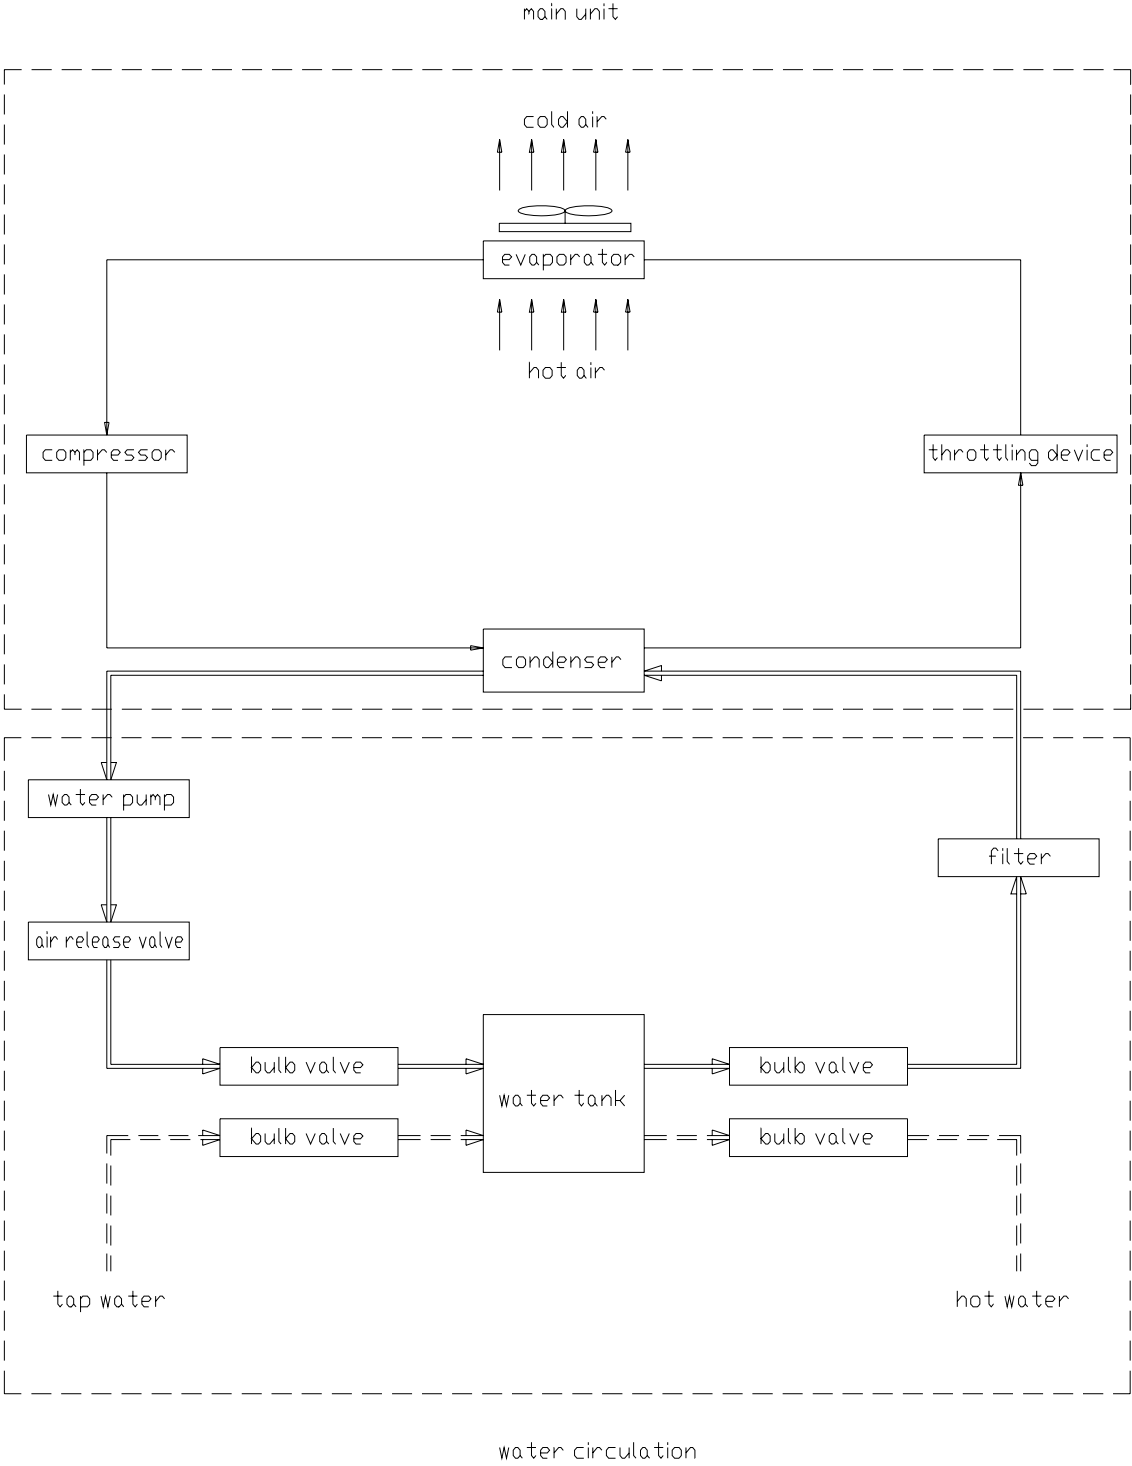 main unit
cold air
evaporator
hot air
compressor
throttling device
condenser
water pump
filter
air release valve
bulb valve
bulb valve
water tank
bulb valve
bulb valve
tap water
hot water
water circulation